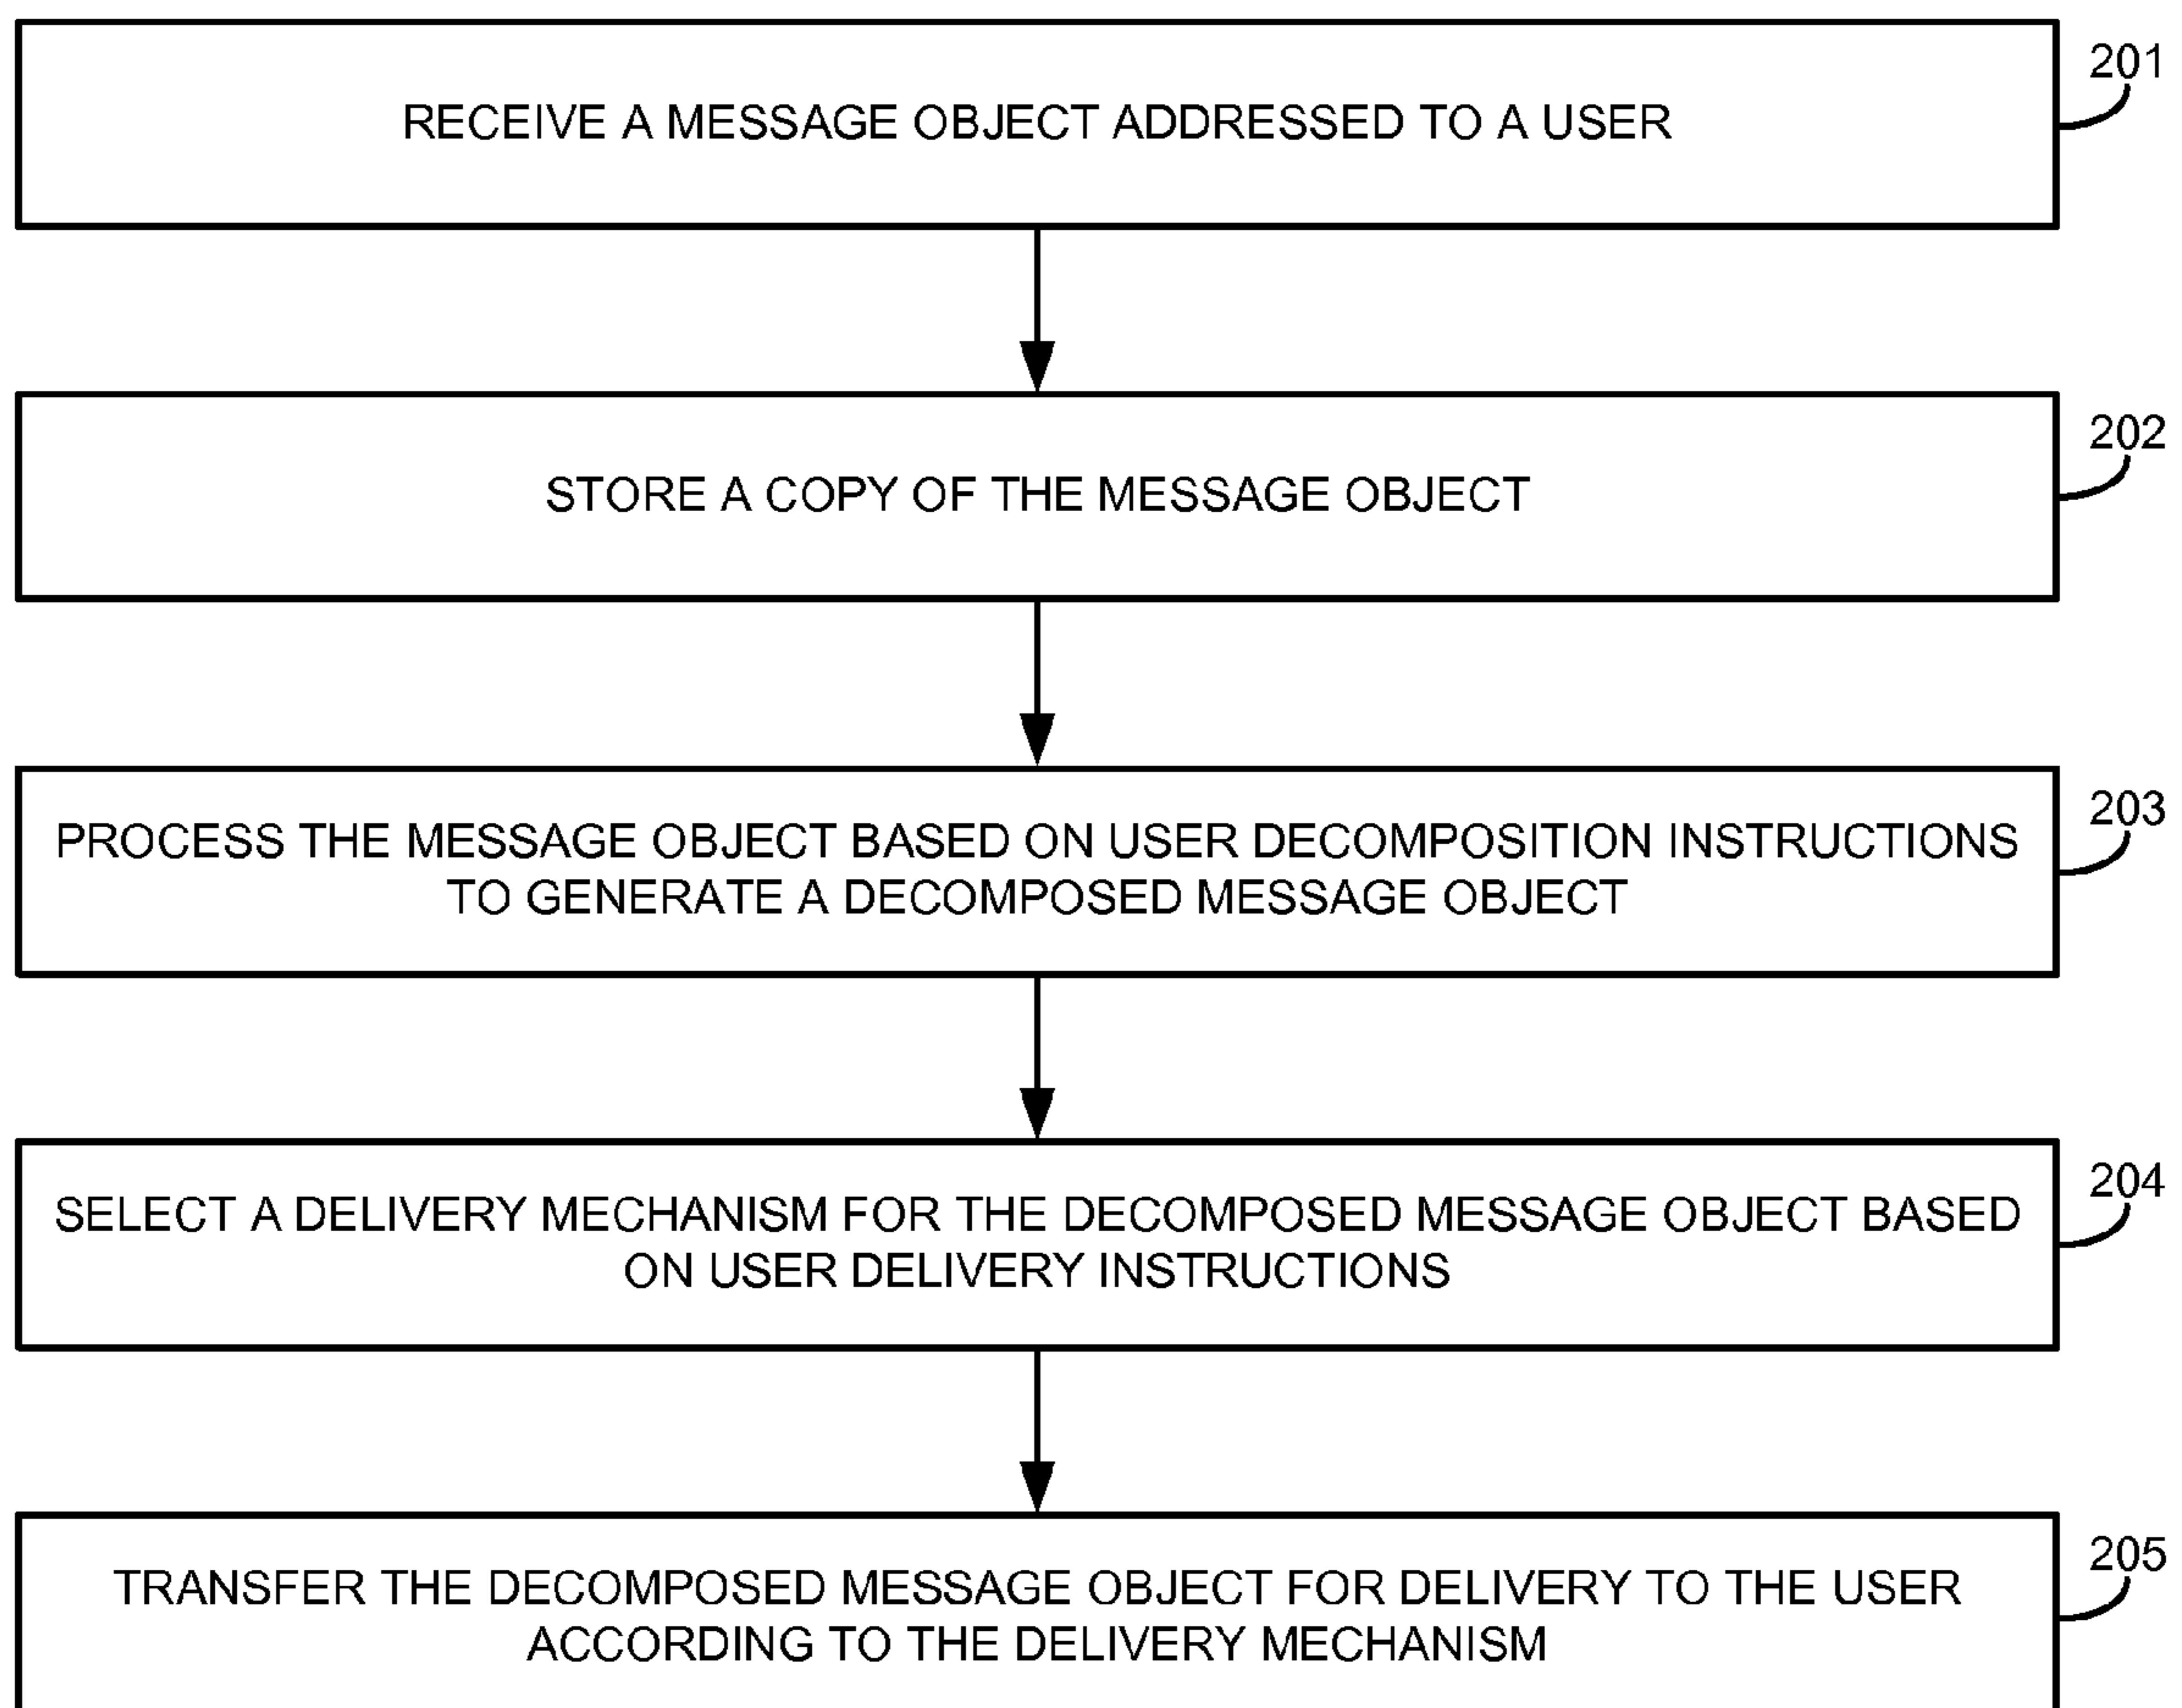 201
RECEIVE A MESSAGE OBJECT ADDRESSED TO A USER
202
STORE A COPY OF THE MESSAGE OBJECT
203
PROCESS THE MESSAGE OBJECT BASED ON USER DECOMPOSITION INSTRUCTIONS
TO GENERATE A DECOMPOSED MESSAGE OBJECT
204
SELECT A DELIVERY MECHANISM FOR THE DECOMPOSED MESSAGE OBJECT BASED
ON USER DELIVERY INSTRUCTIONS
205
TRANSFER THE DECOMPOSED MESSAGE OBJECT FOR DELIVERY TO THE USER
ACCORDING TO THE DELIVERY MECHANISM